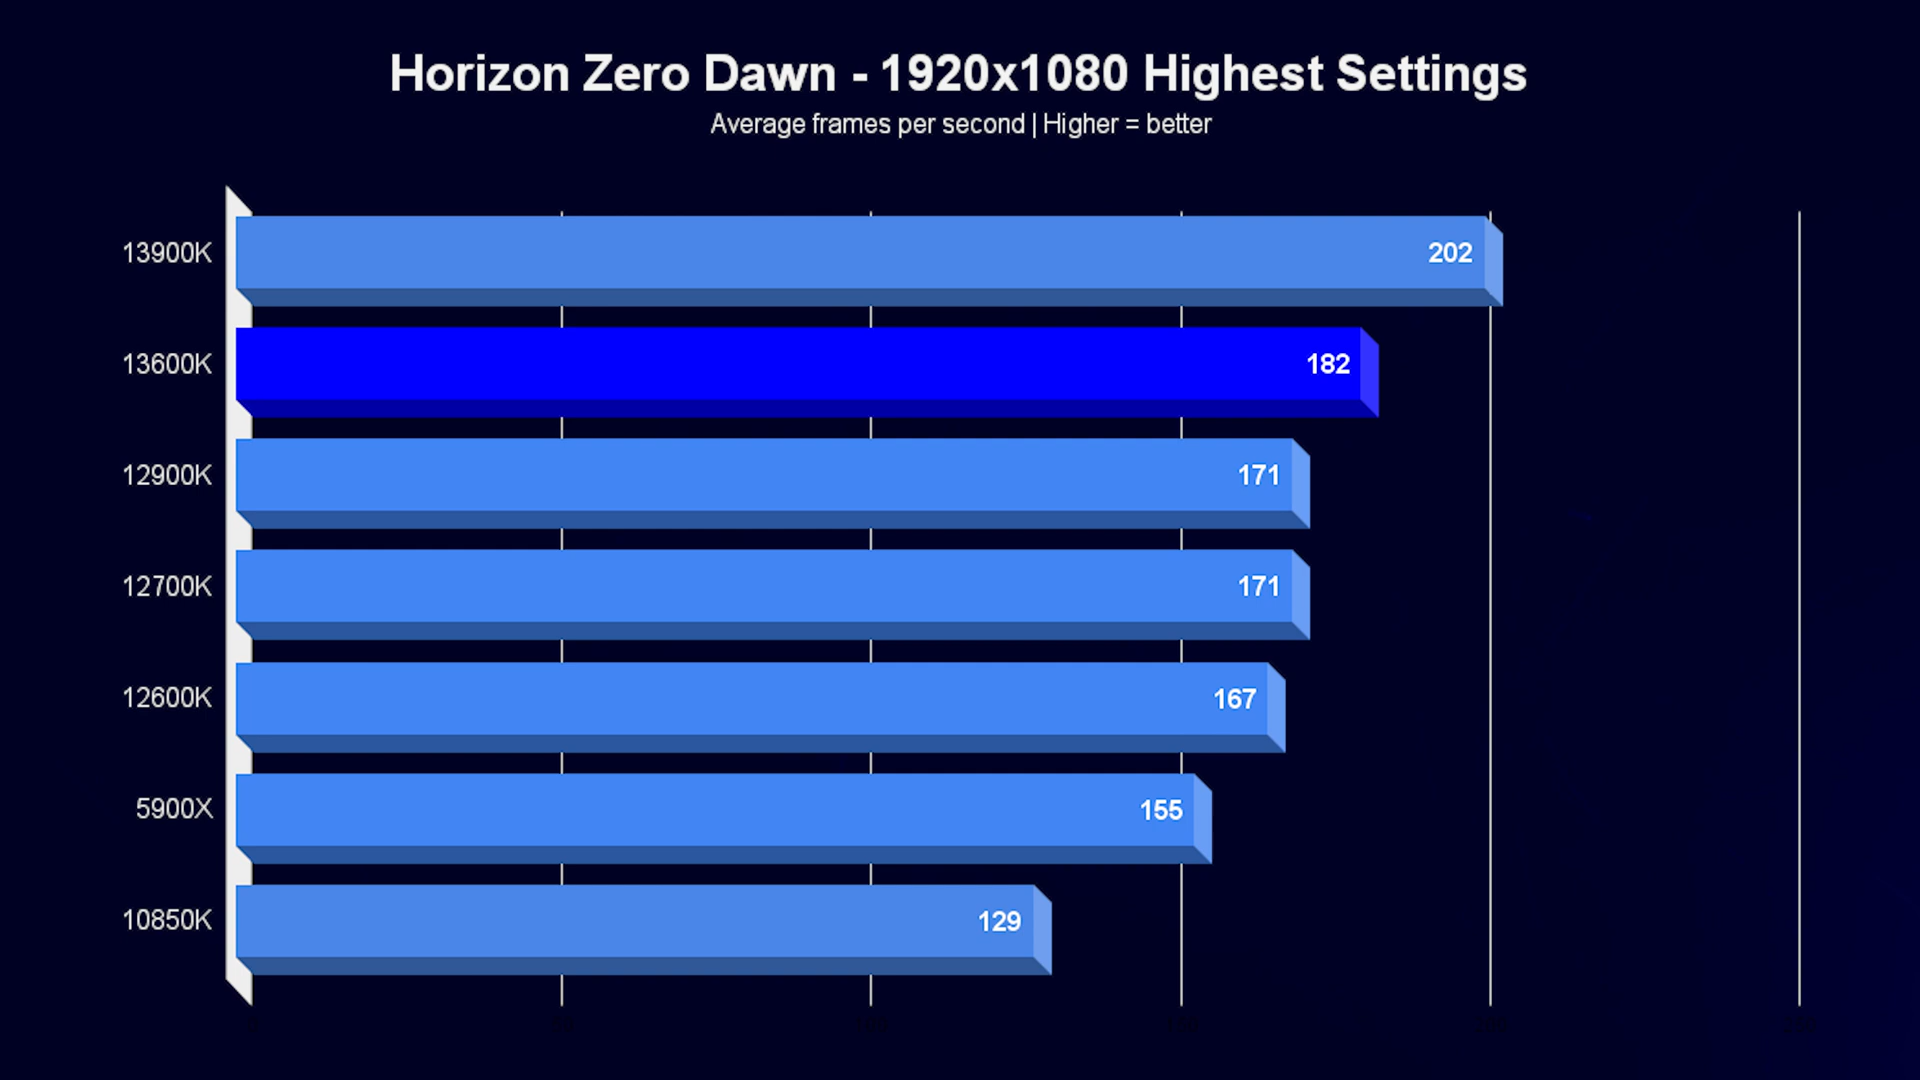 Horizon Zero Dawn - 1920x1080 Highest Settings
Average frames per second | Higher = better
13900K 202
13600K 182
12900K 171
12700K 171
12600K 167
5900X 155
10850K 129